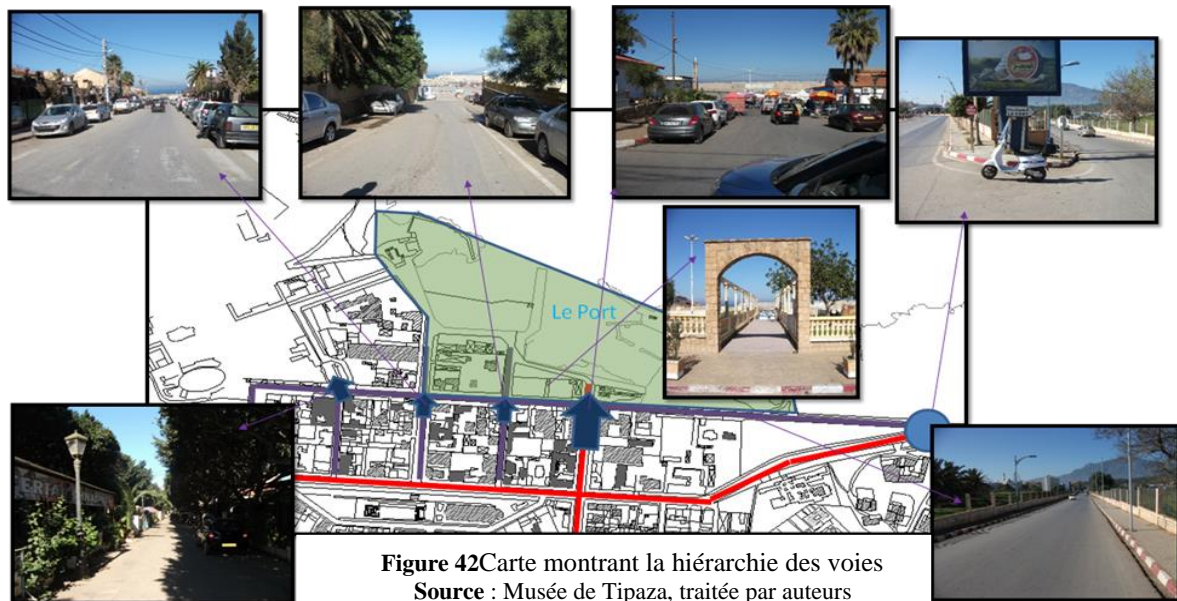 Le Port
Figure 42Carte montrant la hiérarchie des voies
Source : Musée de Tipaza, traitée par auteurs